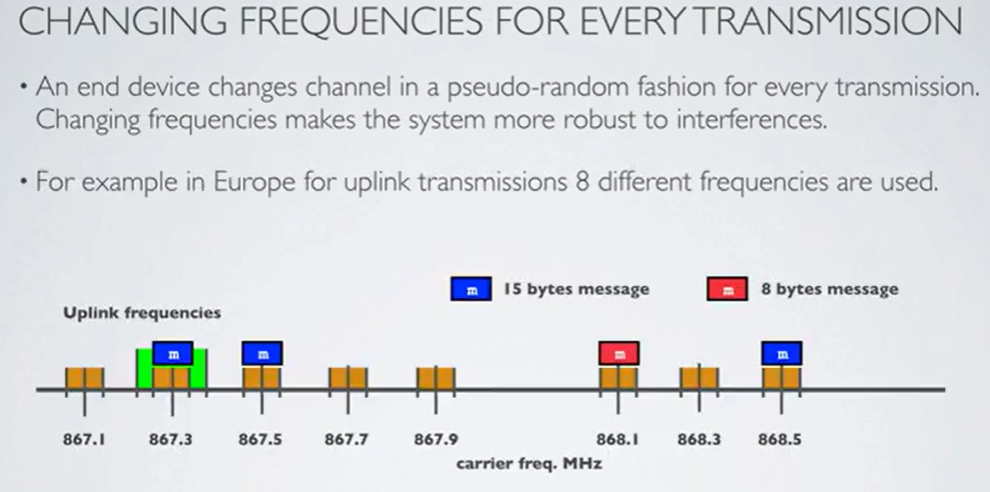 CHANGING FREQUENCIES FOR EVERY TRANSMISSION
• An end device changes channel in a pseudo-random fashion for every transmission.
Changing frequencies makes the system more robust to interferences.
• For example in Europe for uplink transmissions 8 different frequencies are used.
m 15 bytes message m 8 bytes message
Uplink frequencies
m m m m
867.1 867.3 867.5 867.7 867.9 868.1 868.3 868.5
carrier freq. MHz